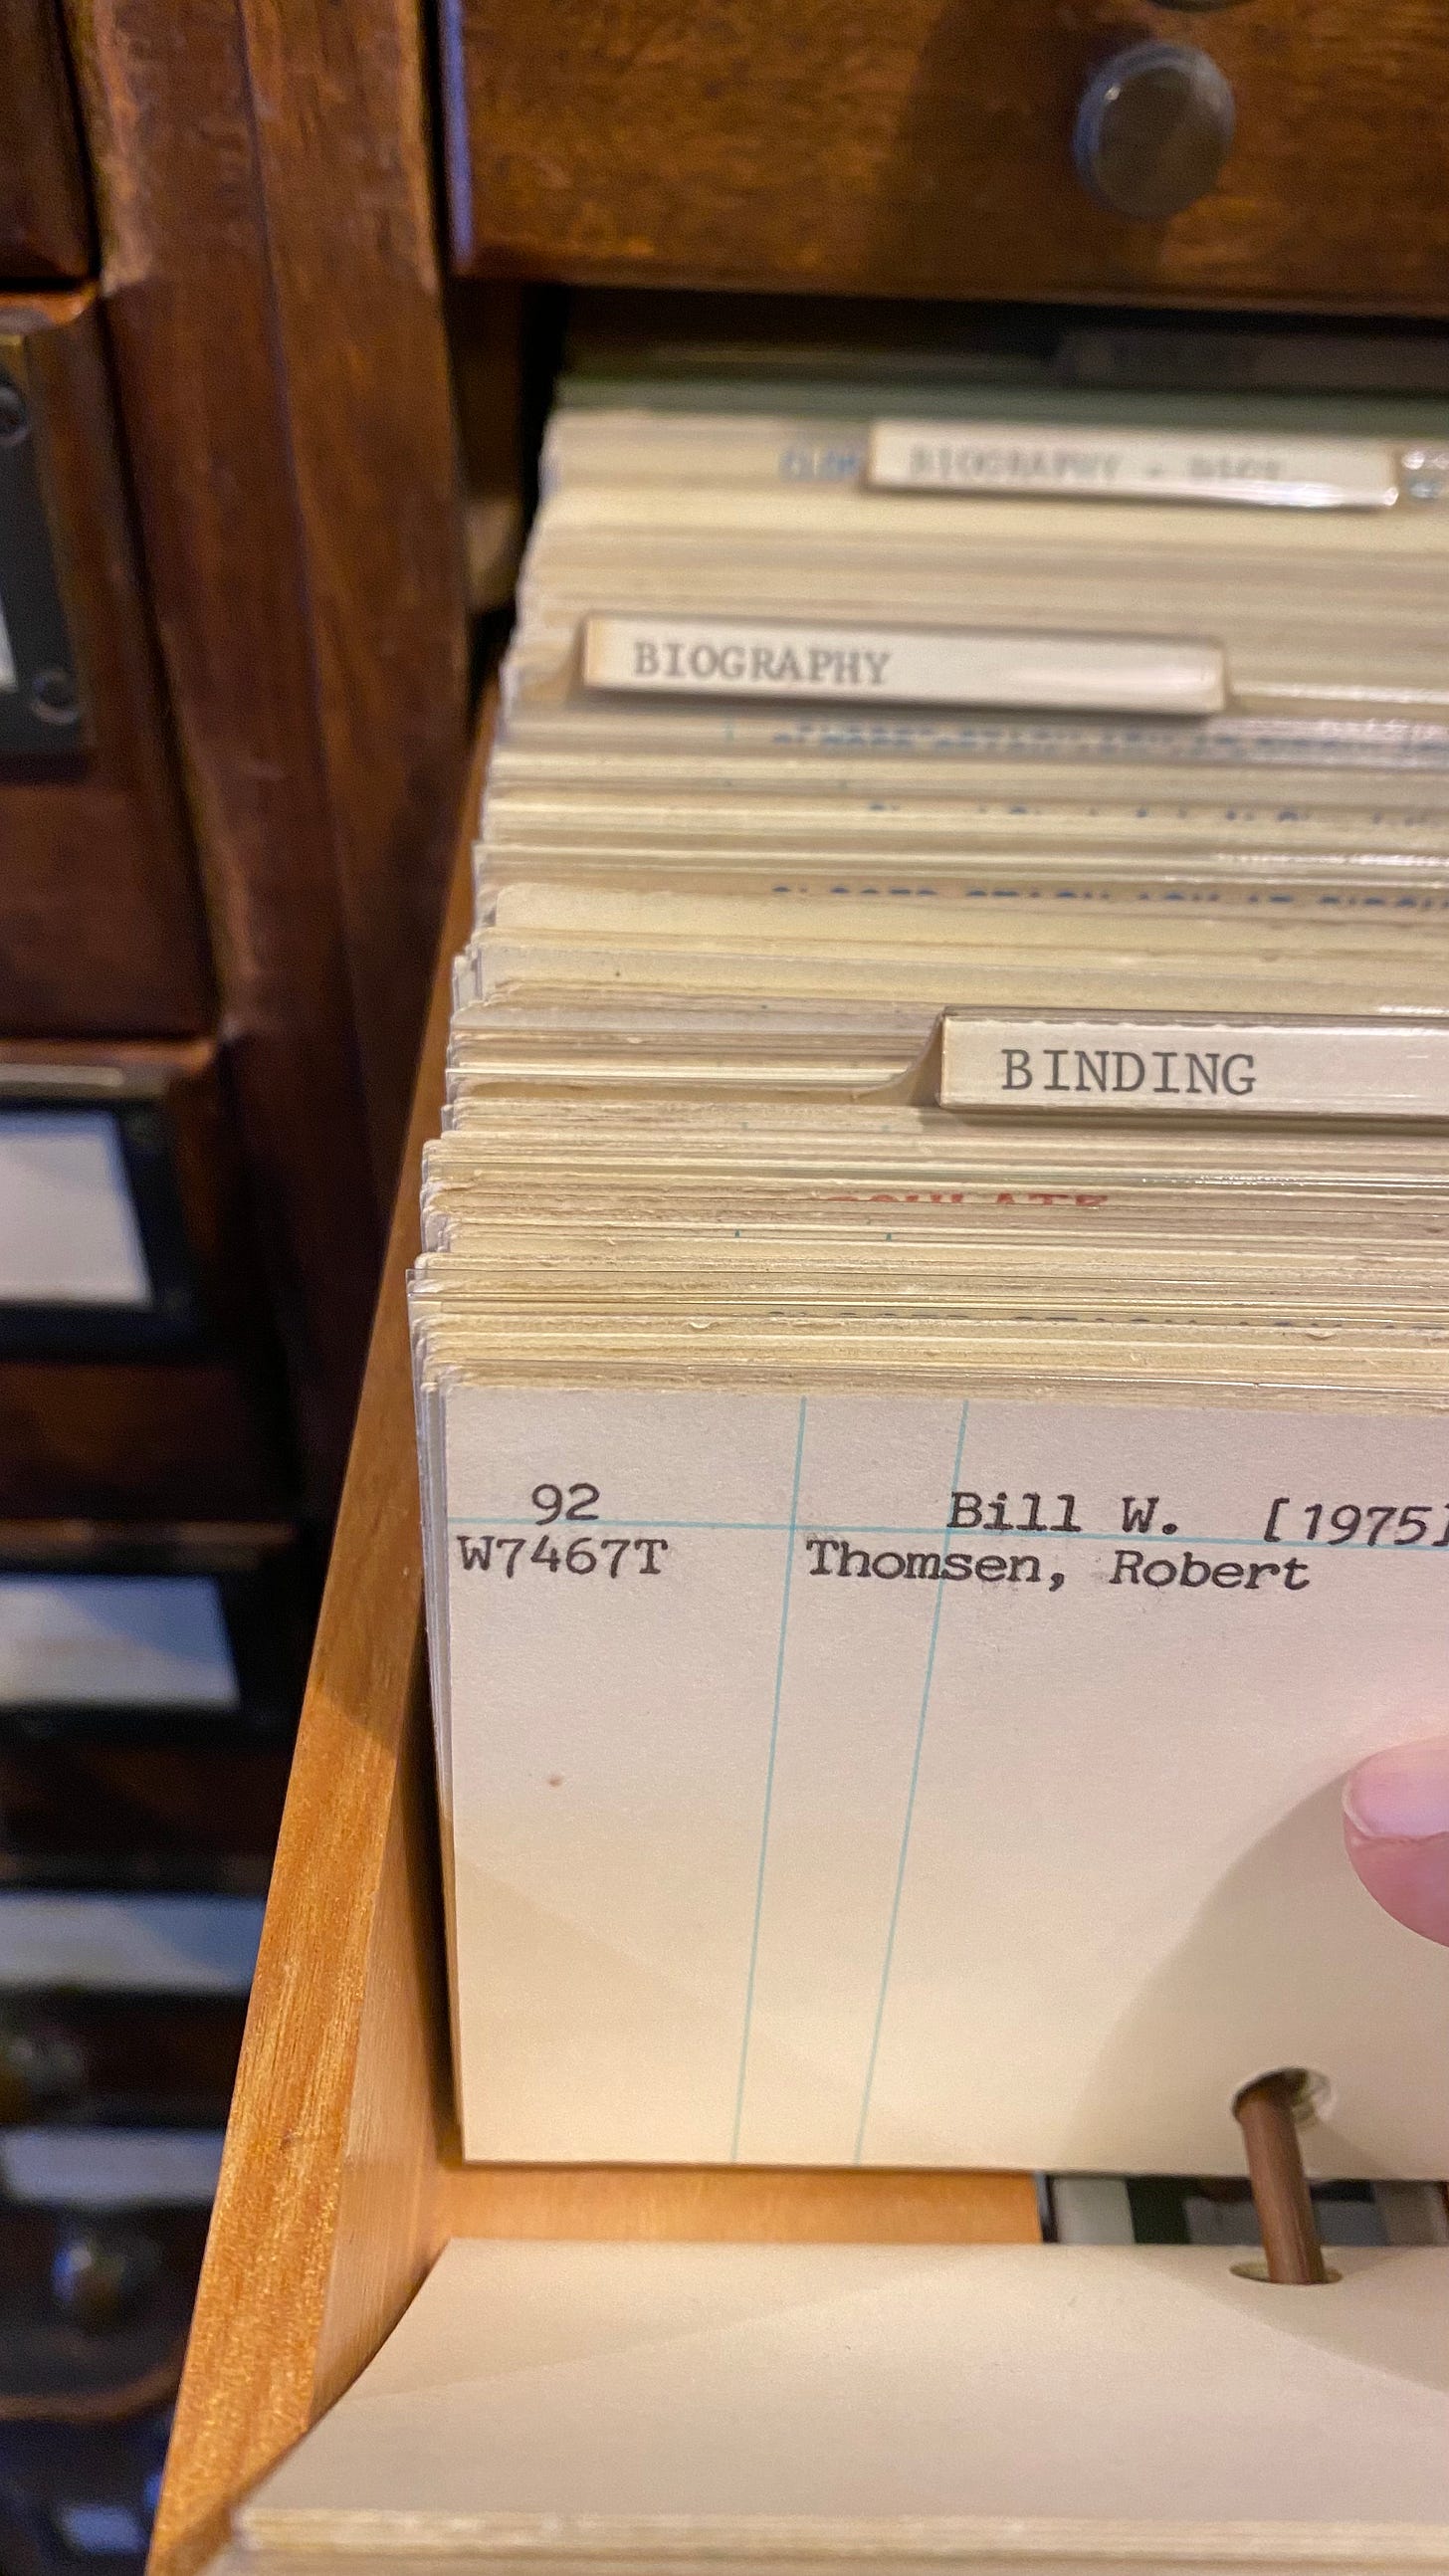 BIOGRAPHY
BINDING
92 Bill W. [1975]
W7467T Thomsen, Robert